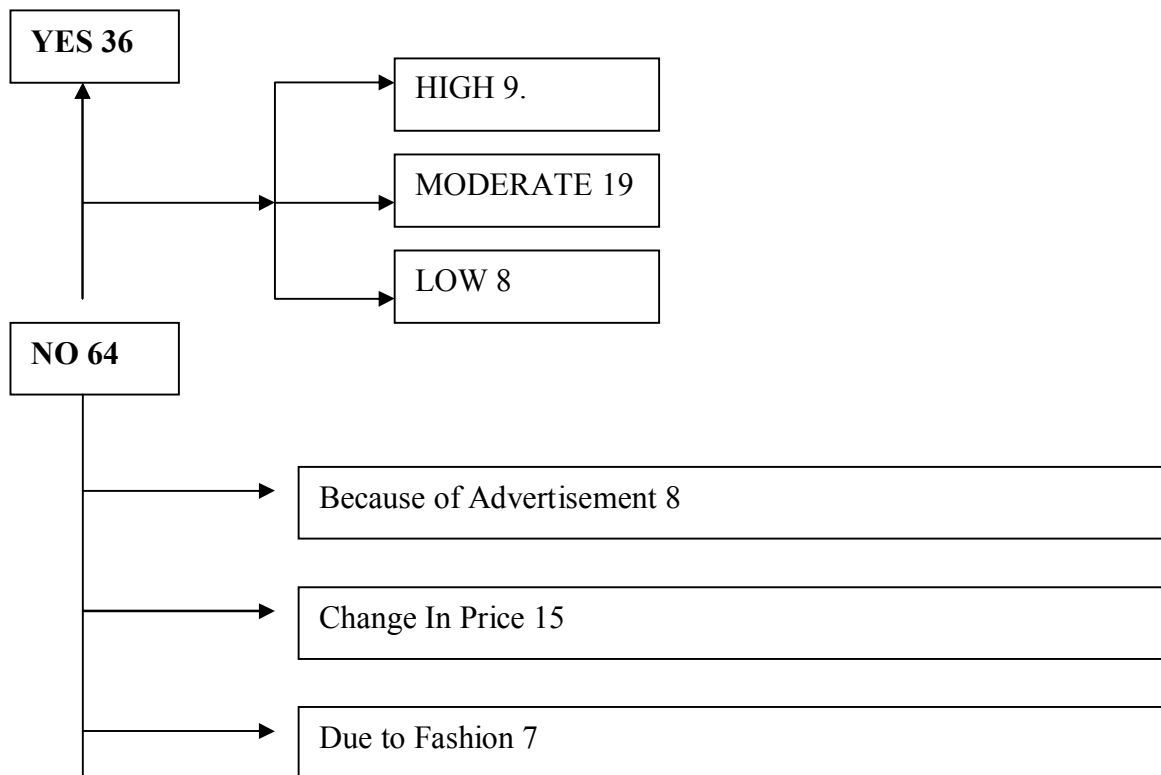 YES 36
HIGH 9.
MODERATE 19
LOW 8
NO 64
Because of Advertisement 8
Change In Price 15
Due to Fashion 7